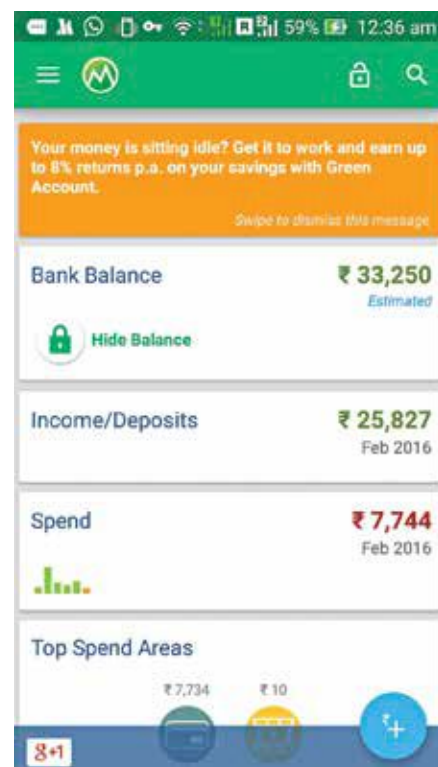 59% 12:36 am
Your money is sitting idle? Get it to work and earn up
to 8% returns p.a. on your savings with Green
Account.
Swipe to dismiss this message
Bank Balance ₹ 33,250
Estimated
Hide Balance
Income/Deposits ₹ 25,827
Feb 2016
Spend ₹ 7,744
Feb 2016
Top Spend Areas
₹ 7,734 ₹ 10
g+1